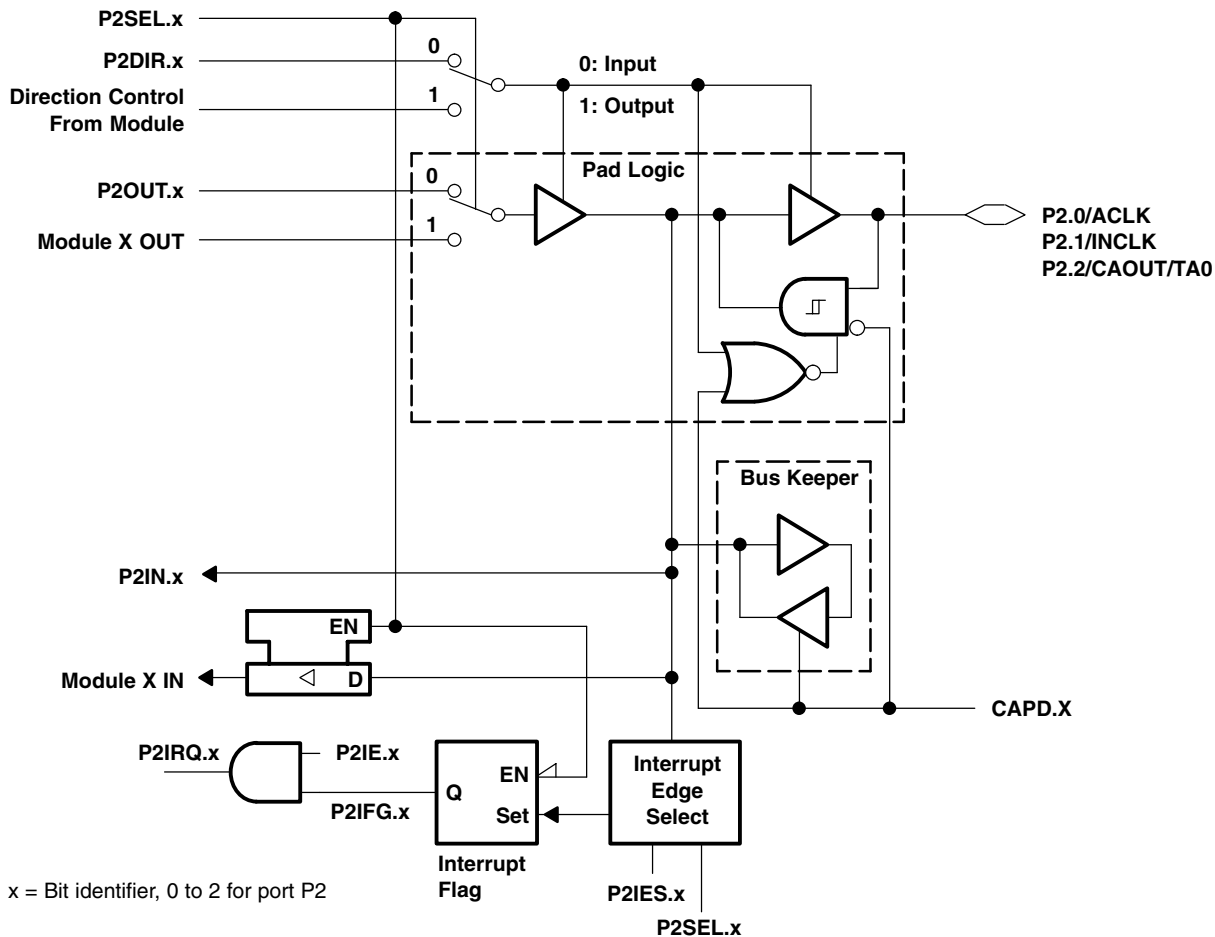 P2SEL.x
0
P2DIR.x
0: Input
1
Direction Control
From Module
1: Output
Pad Logic
0
P2OUT.x
1
Module X OUT
P2.0/ACLK
P2.1/INCLK
P2.2/CAOUT/TA0
Bus Keeper
P2IN.x
EN
Module X IN
D
CAPD.X
P2IRQ.x
P2IE.x
P2IFG.x
EN
Q
Set
Interrupt
Flag
Interrupt
Edge
Select
P2IES.x
P2SEL.x
x = Bit identifier, 0 to 2 for port P2